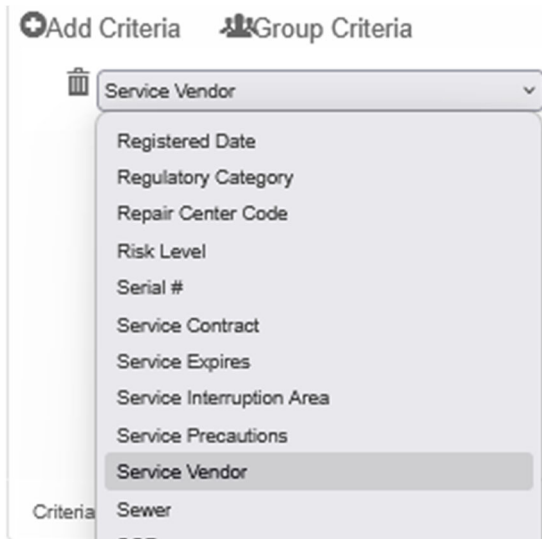 Add Criteria Group Criteria
Service Vendor
Registered Date
Regulatory Category
Repair Center Code
Risk Level
Serial #
Service Contract
Service Expires
Service Interruption Area
Service Precautions
Service Vendor
Criteria Sewer